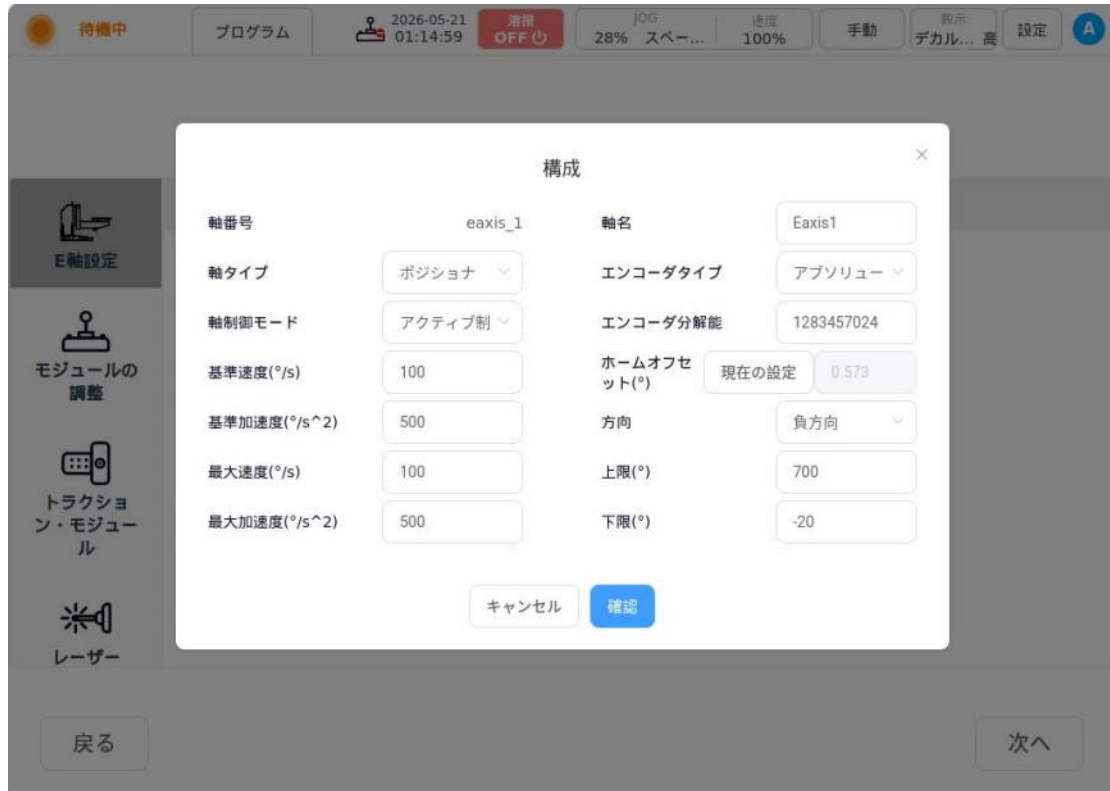 待機中
プログラム
2026-05-21
01:14:59
溶接
OFF
JOG
28% スペー...
速度
100%
手動
教示
デカル... 高
設定
A
構成
×
軸番号 eaxis_1
軸名 Eaxis1
軸タイプ ポジショナ
エンコーダタイプ アブソリュー
軸制御モード アクティブ制
エンコーダ分解能 1283457024
基準速度(°/s) 100
ホームオフセ
ット(°)
現在の設定 0.573
基準加速度(°/s^2) 500
方向 負方向
最大速度(°/s) 100
上限(°) 700
最大加速度(°/s^2) 500
下限(°) -20
キャンセル
確認
E軸設定
モジュールの
調整
トラクショ
ン・モジュー
ル
レーザー
戻る
次へ